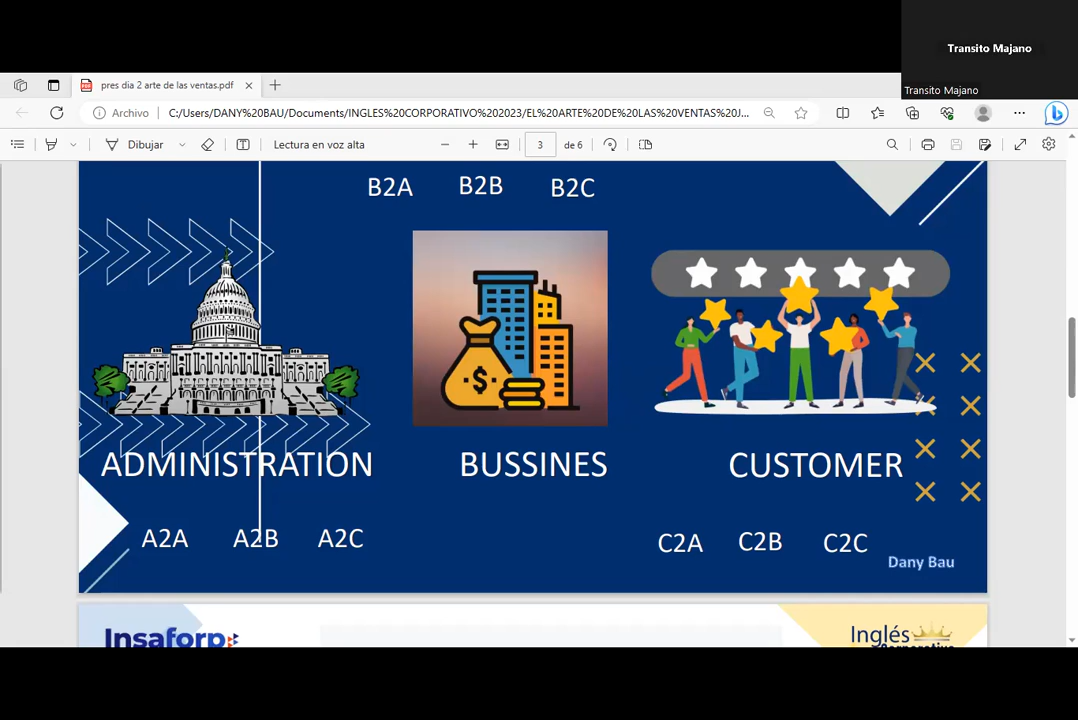 Transito Majano
Transito Majano
pres dia 2 arte de las ventas.pdf
Archivo
C:/Users/DANY%20BAU/Documents/INGLES%20CORPORATIVO%202023/EL%20ARTE%20DE%20LAS%20VENTAS%20J...
Dibujar
Lectura en voz alta
3 de 6
B2A B2B B2C
$
ADMINISTRATION BUSSINES CUSTOMER
A2A A2B A2C
C2A C2B C2C
Dany Bau
Insaforp
Inglés
Corporativo